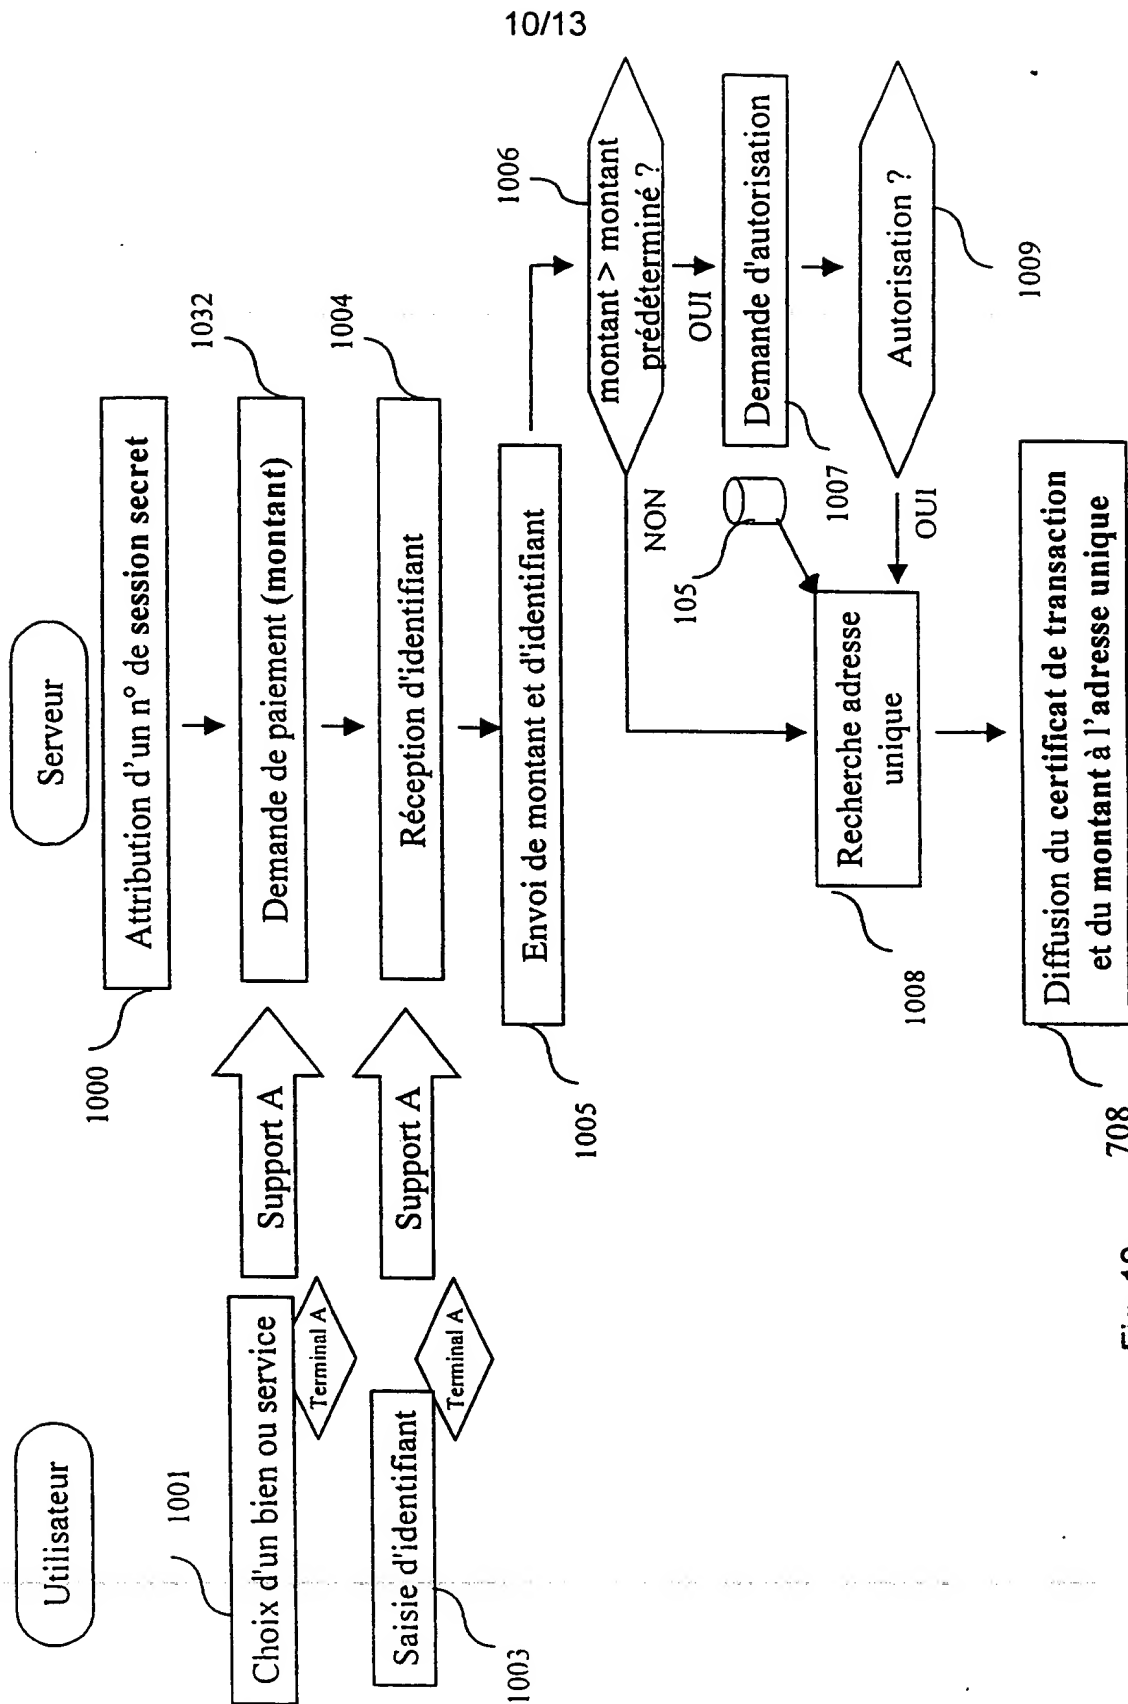 10/13
Utilisateur
Serveur
Attribution d'un n° de session secret
1000
1001
Choix d'un bien ou service
Terminal A
Support A
Demande de paiement (montant)
1032
Saisie d'identifiant
1003
Terminal A
Support A
Réception d'identifiant
1004
Envoi de montant et d'identifiant
1005
montant > montant
prédéterminé ?
1006
NON
OUI
Demande d'autorisation
1007
105
Autorisation ?
1009
OUI
Recherche adresse
unique
1008
Diffusion du certificat de transaction
et du montant à l'adresse unique
708